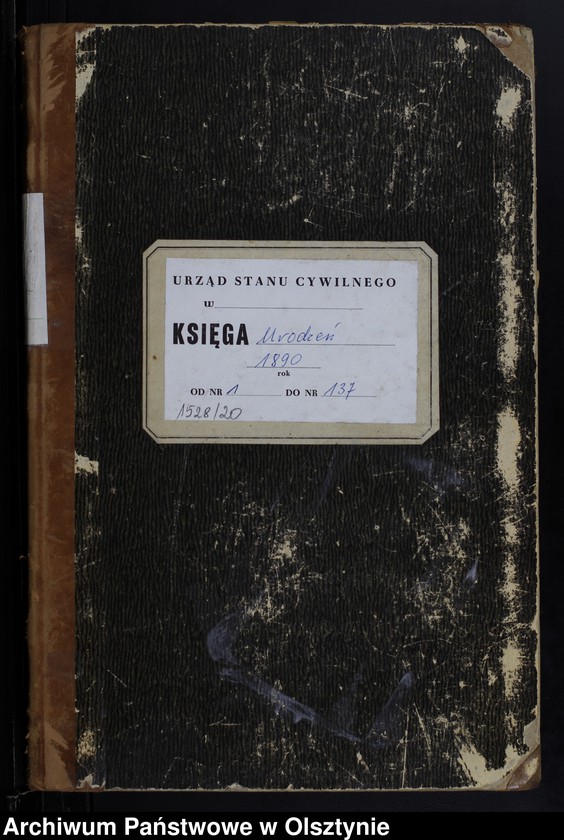 URZĄD STANU CYWILNEGO
w
KSIĘGA Urodzeń
1890
rok
OD NR 1 DO NR 137
1528/20
Archiwum Państwowe w Olsztynie